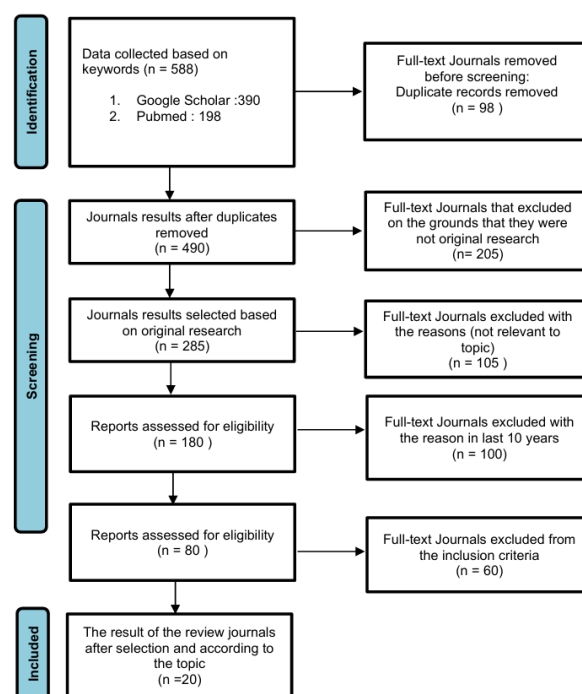 Identification
Data collected based on
keywords (n = 588)
1. Google Scholar :390
2. Pubmed : 198
Full-text Journals removed
before screening:
Duplicate records removed
(n = 98 )
Screening
Journals results after duplicates
removed
(n = 490)
Full-text Journals that excluded
on the grounds that they were
not original research
(n= 205)
Journals results selected based
on original research
(n = 285)
Full-text Journals excluded with
the reasons (not relevant to
topic)
(n = 105 )
Reports assessed for eligibility
(n = 180 )
Full-text Journals excluded with
the reason in last 10 years
(n = 100)
Reports assessed for eligibility
(n = 80 )
Full-text Journals excluded from
the inclusion criteria
(n = 60)
Included
The result of the review journals
after selection and according to
the topic
(n =20)